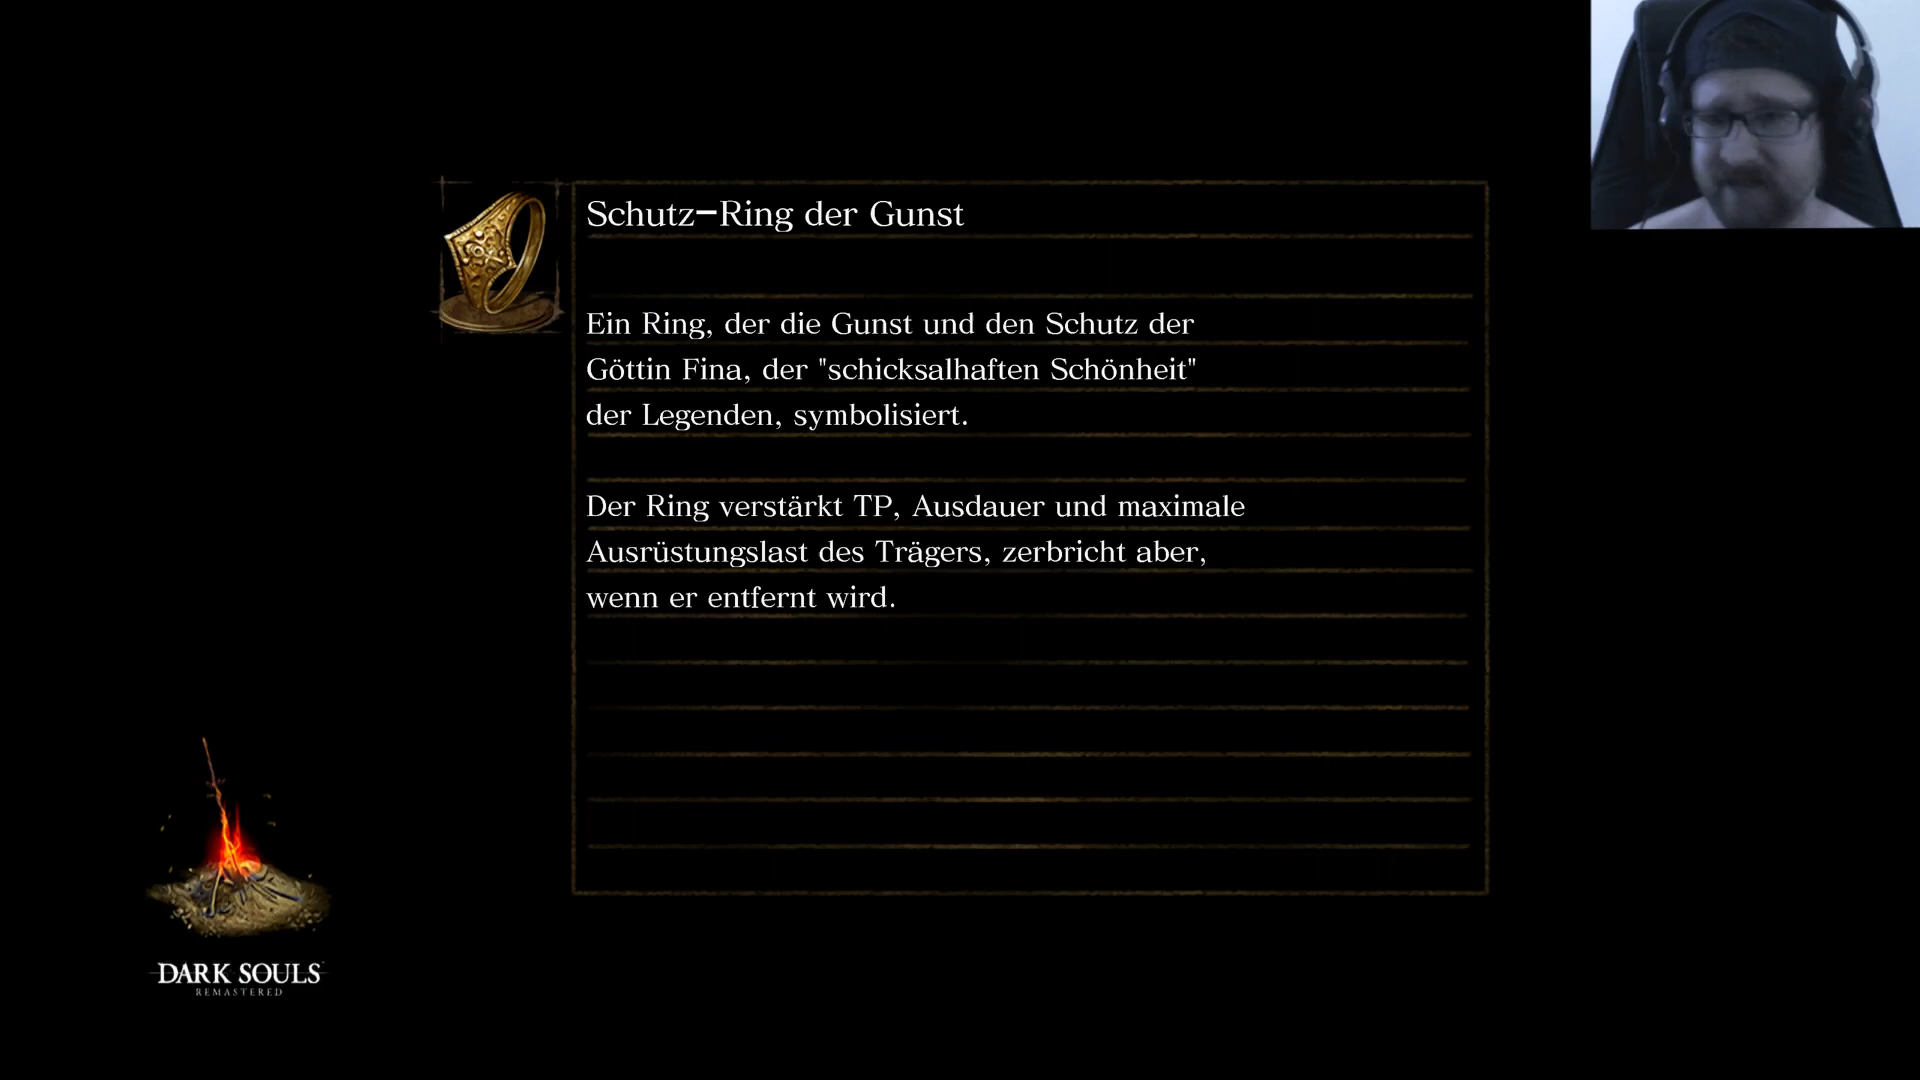 Schutz-Ring der Gunst
Ein Ring, der die Gunst und den Schutz der
Göttin Fina, der "schicksalhaften Schönheit"
der Legenden, symbolisiert.
Der Ring verstärkt TP, Ausdauer und maximale
Ausrüstungslast des Trägers, zerbricht aber,
wenn er entfernt wird.
DARK SOULS
REMASTERED